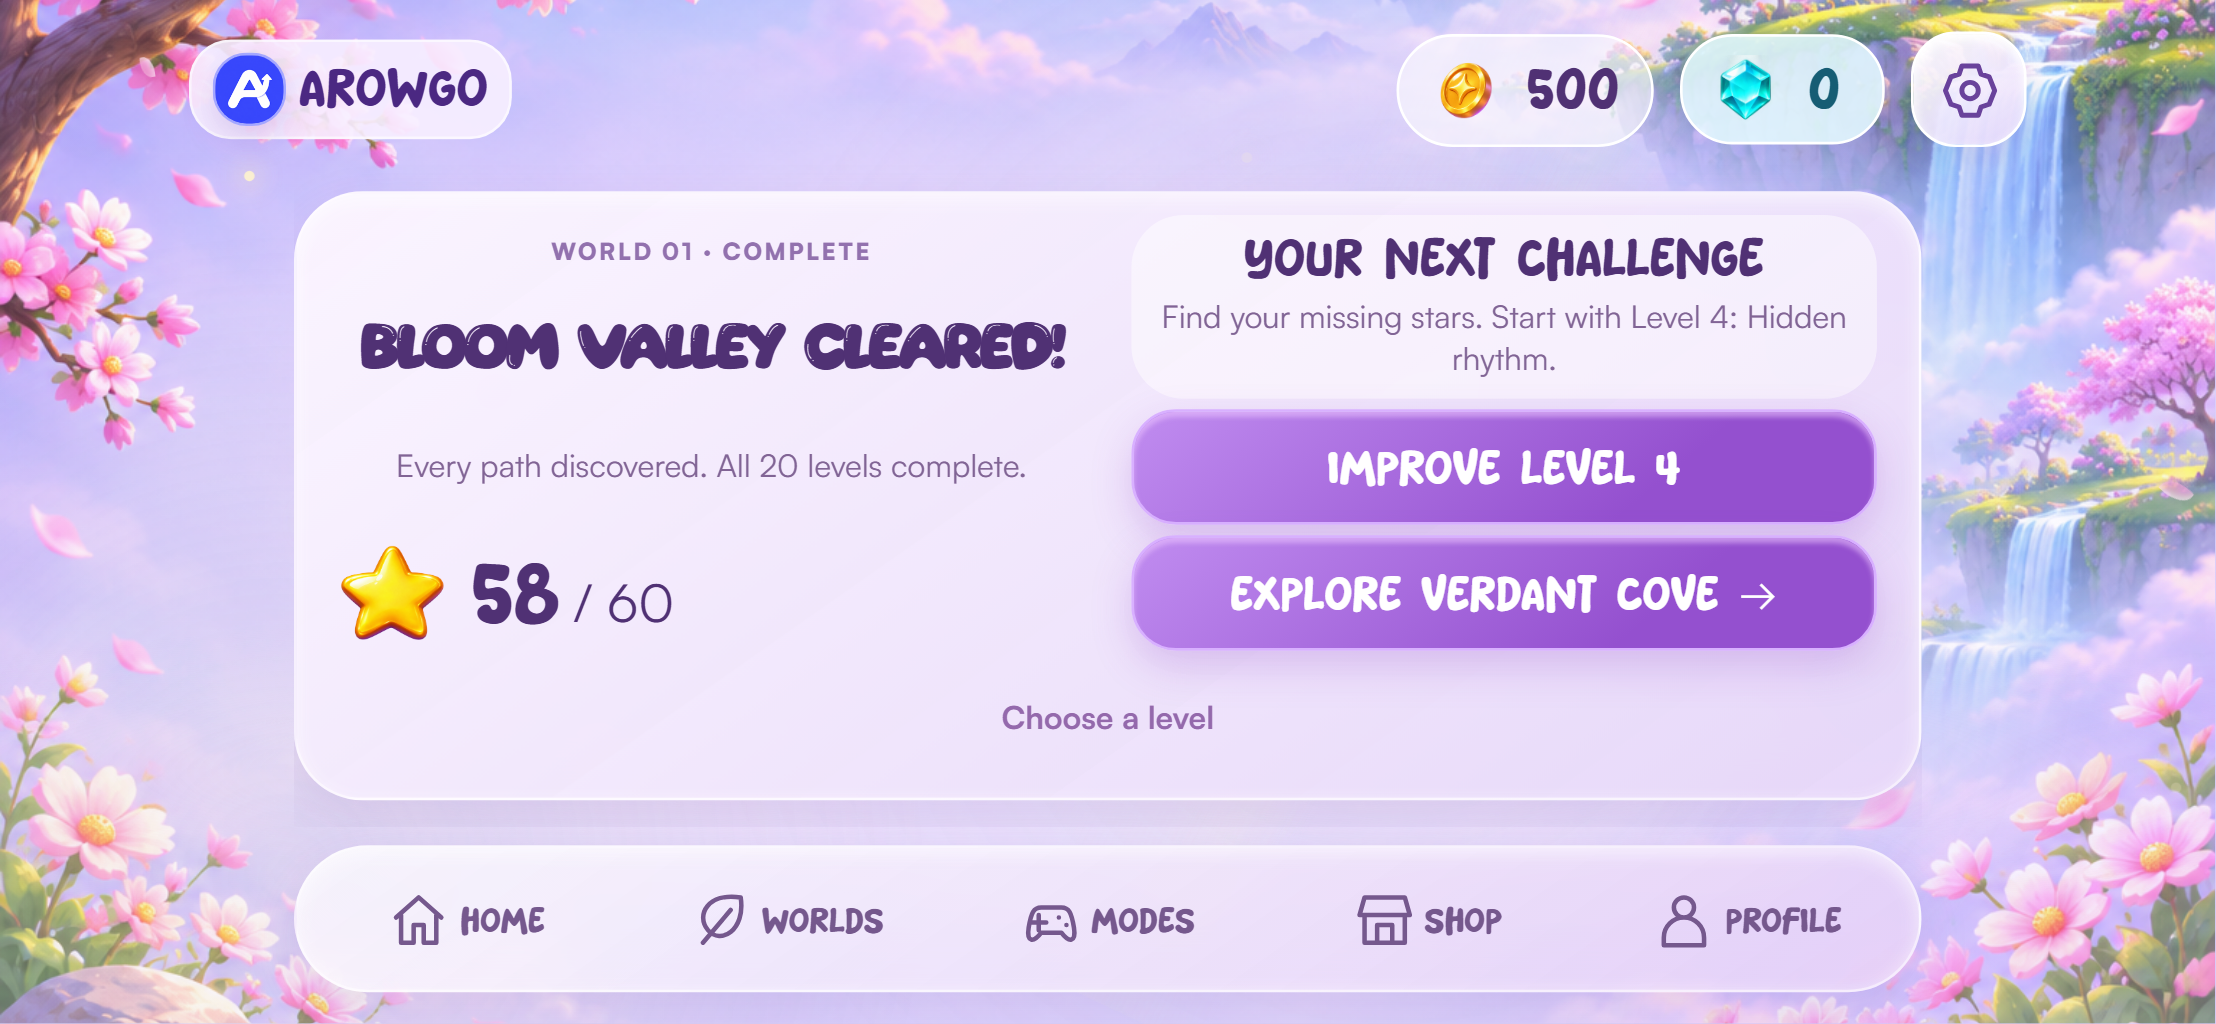 AROWGO
500
0
WORLD 01 • COMPLETE
BLOOM VALLEY CLEARED!
Every path discovered. All 20 levels complete.
58 / 60
YOUR NEXT CHALLENGE
Find your missing stars. Start with Level 4: Hidden
rhythm.
IMPROVE LEVEL 4
EXPLORE VERDANT COVE →
Choose a level
HOME
WORLDS
MODES
SHOP
PROFILE